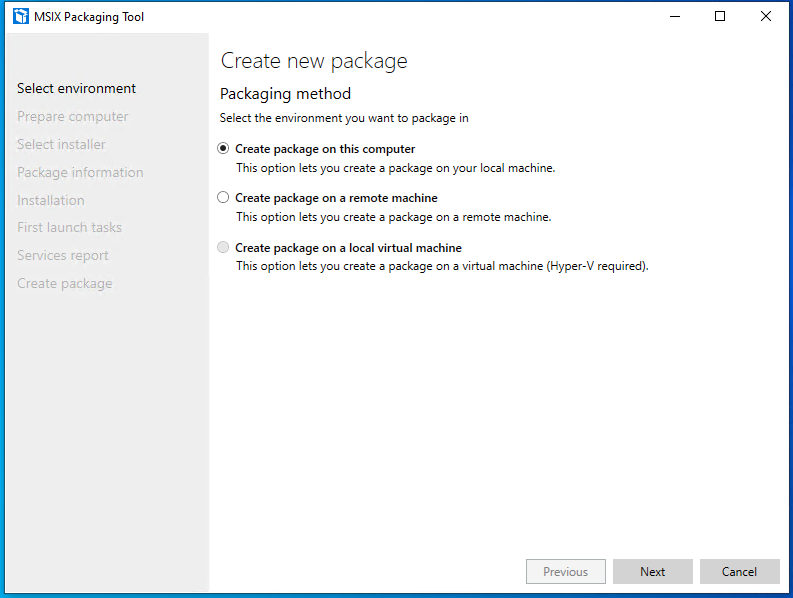 MSIX Packaging Tool
Select environment
Prepare computer
Select installer
Package information
Installation
First launch tasks
Services report
Create package
Create new package
Packaging method
Select the environment you want to package in
Create package on this computer
This option lets you create a package on your local machine.
Create package on a remote machine
This option lets you create a package on a remote machine.
Create package on a local virtual machine
This option lets you create a package on a virtual machine (Hyper-V required).
Previous
Next
Cancel